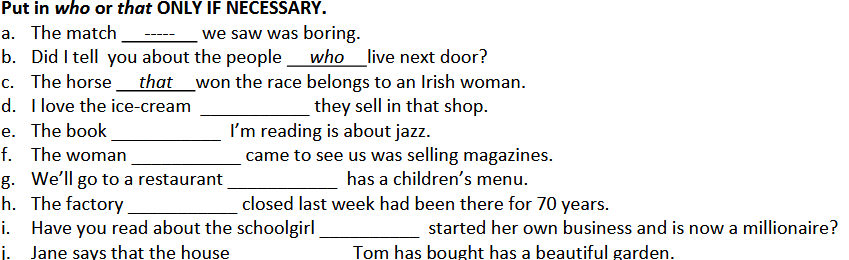 Put in who or that ONLY IF NECESSARY.
a. The match ___-----___ we saw was boring.
b. Did I tell you about the people __who__live next door?
c. The horse __that__won the race belongs to an Irish woman.
d. I love the ice-cream ___________ they sell in that shop.
e. The book ___________ I'm reading is about jazz.
f. The woman ___________ came to see us was selling magazines.
g. We'll go to a restaurant ___________ has a children's menu.
h. The factory ___________ closed last week had been there for 70 years.
i. Have you read about the schoolgirl __________ started her own business and is now a millionaire?
j. Jane says that the house Tom has bought has a beautiful garden.